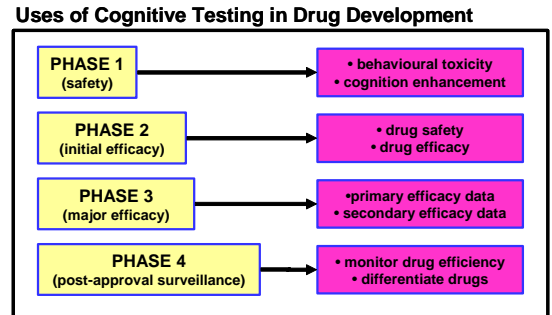 Uses of Cognitive Testing in Drug Development
PHASE 1
(safety)
• behavioural toxicity
• cognition enhancement
PHASE 2
(initial efficacy)
• drug safety
• drug efficacy
PHASE 3
(major efficacy)
•primary efficacy data
• secondary efficacy data
PHASE 4
(post-approval surveillance)
• monitor drug efficiency
• differentiate drugs